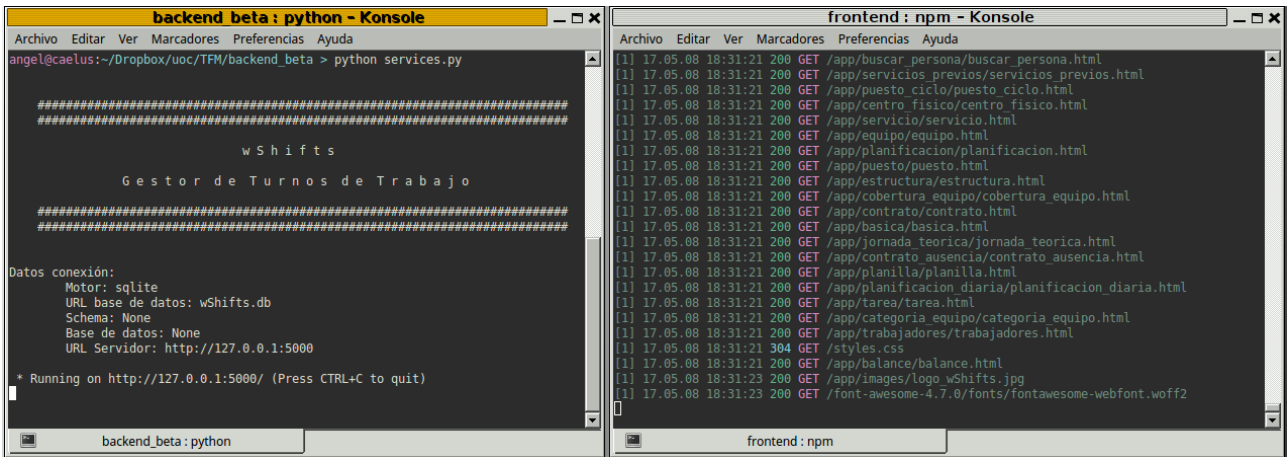 backend_beta : python – Konsole
Archivo Editar Ver Marcadores Preferencias Ayuda
angel@caelus:~/Dropbox/uoc/TFM/backend_beta > python services.py
###########################################################################
###########################################################################
w S h i f t s
G e s t o r d e T u r n o s d e T r a b a j o
###########################################################################
###########################################################################
Datos conexión:
Motor: sqlite
URL base de datos: wShifts.db
Schema: None
Base de datos: None
URL Servidor: http://127.0.0.1:5000
* Running on http://127.0.0.1:5000/ (Press CTRL+C to quit)
backend_beta : python
frontend : npm – Konsole
Archivo Editar Ver Marcadores Preferencias Ayuda
[1] 17.05.08 18:31:21 200 GET /app/buscar_persona/buscar_persona.html
[1] 17.05.08 18:31:21 200 GET /app/servicios_previos/servicios_previos.html
[1] 17.05.08 18:31:21 200 GET /app/puesto_ciclo/puesto_ciclo.html
[1] 17.05.08 18:31:21 200 GET /app/centro_fisico/centro_fisico.html
[1] 17.05.08 18:31:21 200 GET /app/servicio/servicio.html
[1] 17.05.08 18:31:21 200 GET /app/equipo/equipo.html
[1] 17.05.08 18:31:21 200 GET /app/planificacion/planificacion.html
[1] 17.05.08 18:31:21 200 GET /app/puesto/puesto.html
[1] 17.05.08 18:31:21 200 GET /app/estructura/estructura.html
[1] 17.05.08 18:31:21 200 GET /app/cobertura_equipo/cobertura_equipo.html
[1] 17.05.08 18:31:21 200 GET /app/contrato/contrato.html
[1] 17.05.08 18:31:21 200 GET /app/basica/basica.html
[1] 17.05.08 18:31:21 200 GET /app/jornada_teorica/jornada_teorica.html
[1] 17.05.08 18:31:21 200 GET /app/contrato_ausencia/contrato_ausencia.html
[1] 17.05.08 18:31:21 200 GET /app/planilla/planilla.html
[1] 17.05.08 18:31:21 200 GET /app/planificacion_diaria/planificacion_diaria.html
[1] 17.05.08 18:31:21 200 GET /app/tarea/tarea.html
[1] 17.05.08 18:31:21 200 GET /app/categoria_equipo/categoria_equipo.html
[1] 17.05.08 18:31:21 200 GET /app/trabajadores/trabajadores.html
[1] 17.05.08 18:31:21 304 GET /styles.css
[1] 17.05.08 18:31:21 200 GET /app/balance/balance.html
[1] 17.05.08 18:31:23 200 GET /app/images/logo_wShifts.jpg
[1] 17.05.08 18:31:23 200 GET /font-awesome-4.7.0/fonts/fontawesome-webfont.woff2
frontend : npm